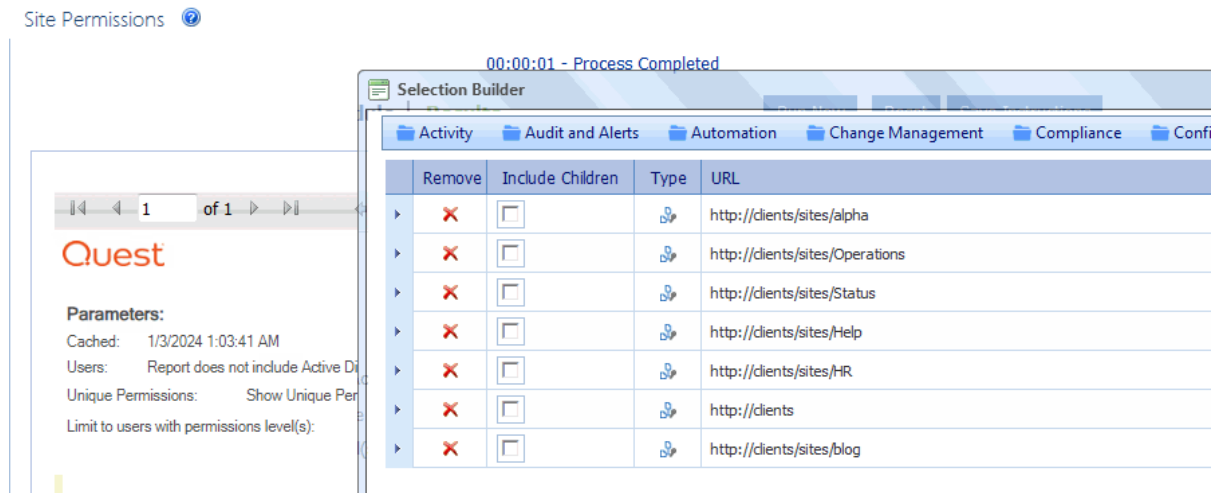 Site Permissions
00:00:01 - Process Completed
Selection Builder
Activity Audit and Alerts Automation Change Management Compliance Confi
Remove Include Children Type URL
http://clients/sites/alpha
http://clients/sites/Operations
http://clients/sites/Status
http://clients/sites/Help
http://clients/sites/HR
http://clients
http://clients/sites/blog
1 of 1
Quest
Parameters:
Cached: 1/3/2024 1:03:41 AM
Users: Report does not include Active Di
Unique Permissions: Show Unique Per
Limit to users with permissions level(s):